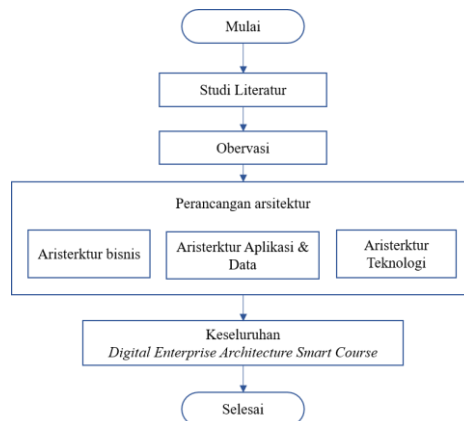 Mulai
Studi Literatur
Obervasi
Perancangan arsitektur
Aristerktur bisnis
Aristerktur Aplikasi &
Data
Aristerktur
Teknologi
Keseluruhan
Digital Enterprise Architecture Smart Course
Selesai